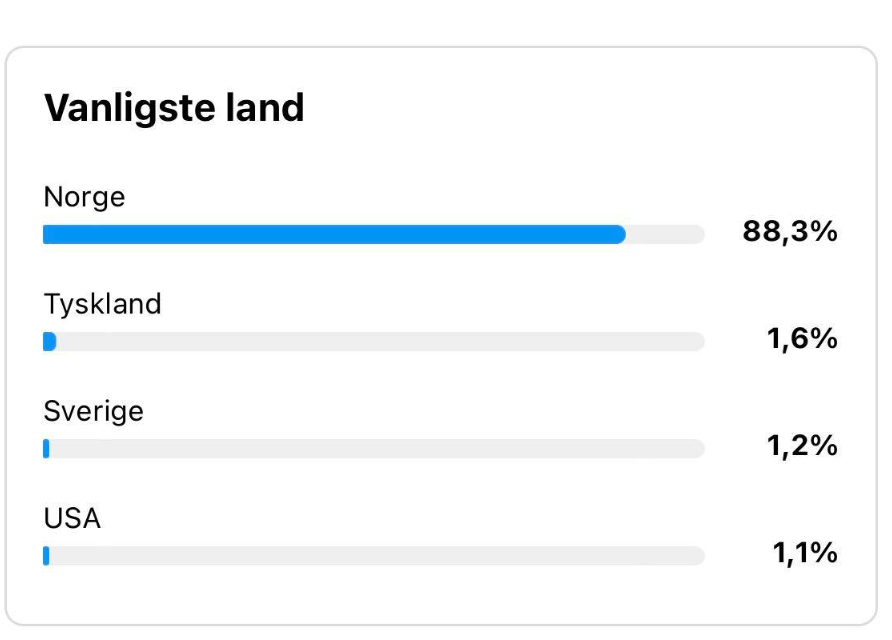 Vanligste land
Norge
88,3%
Tyskland
1,6%
Sverige
1,2%
USA
1,1%